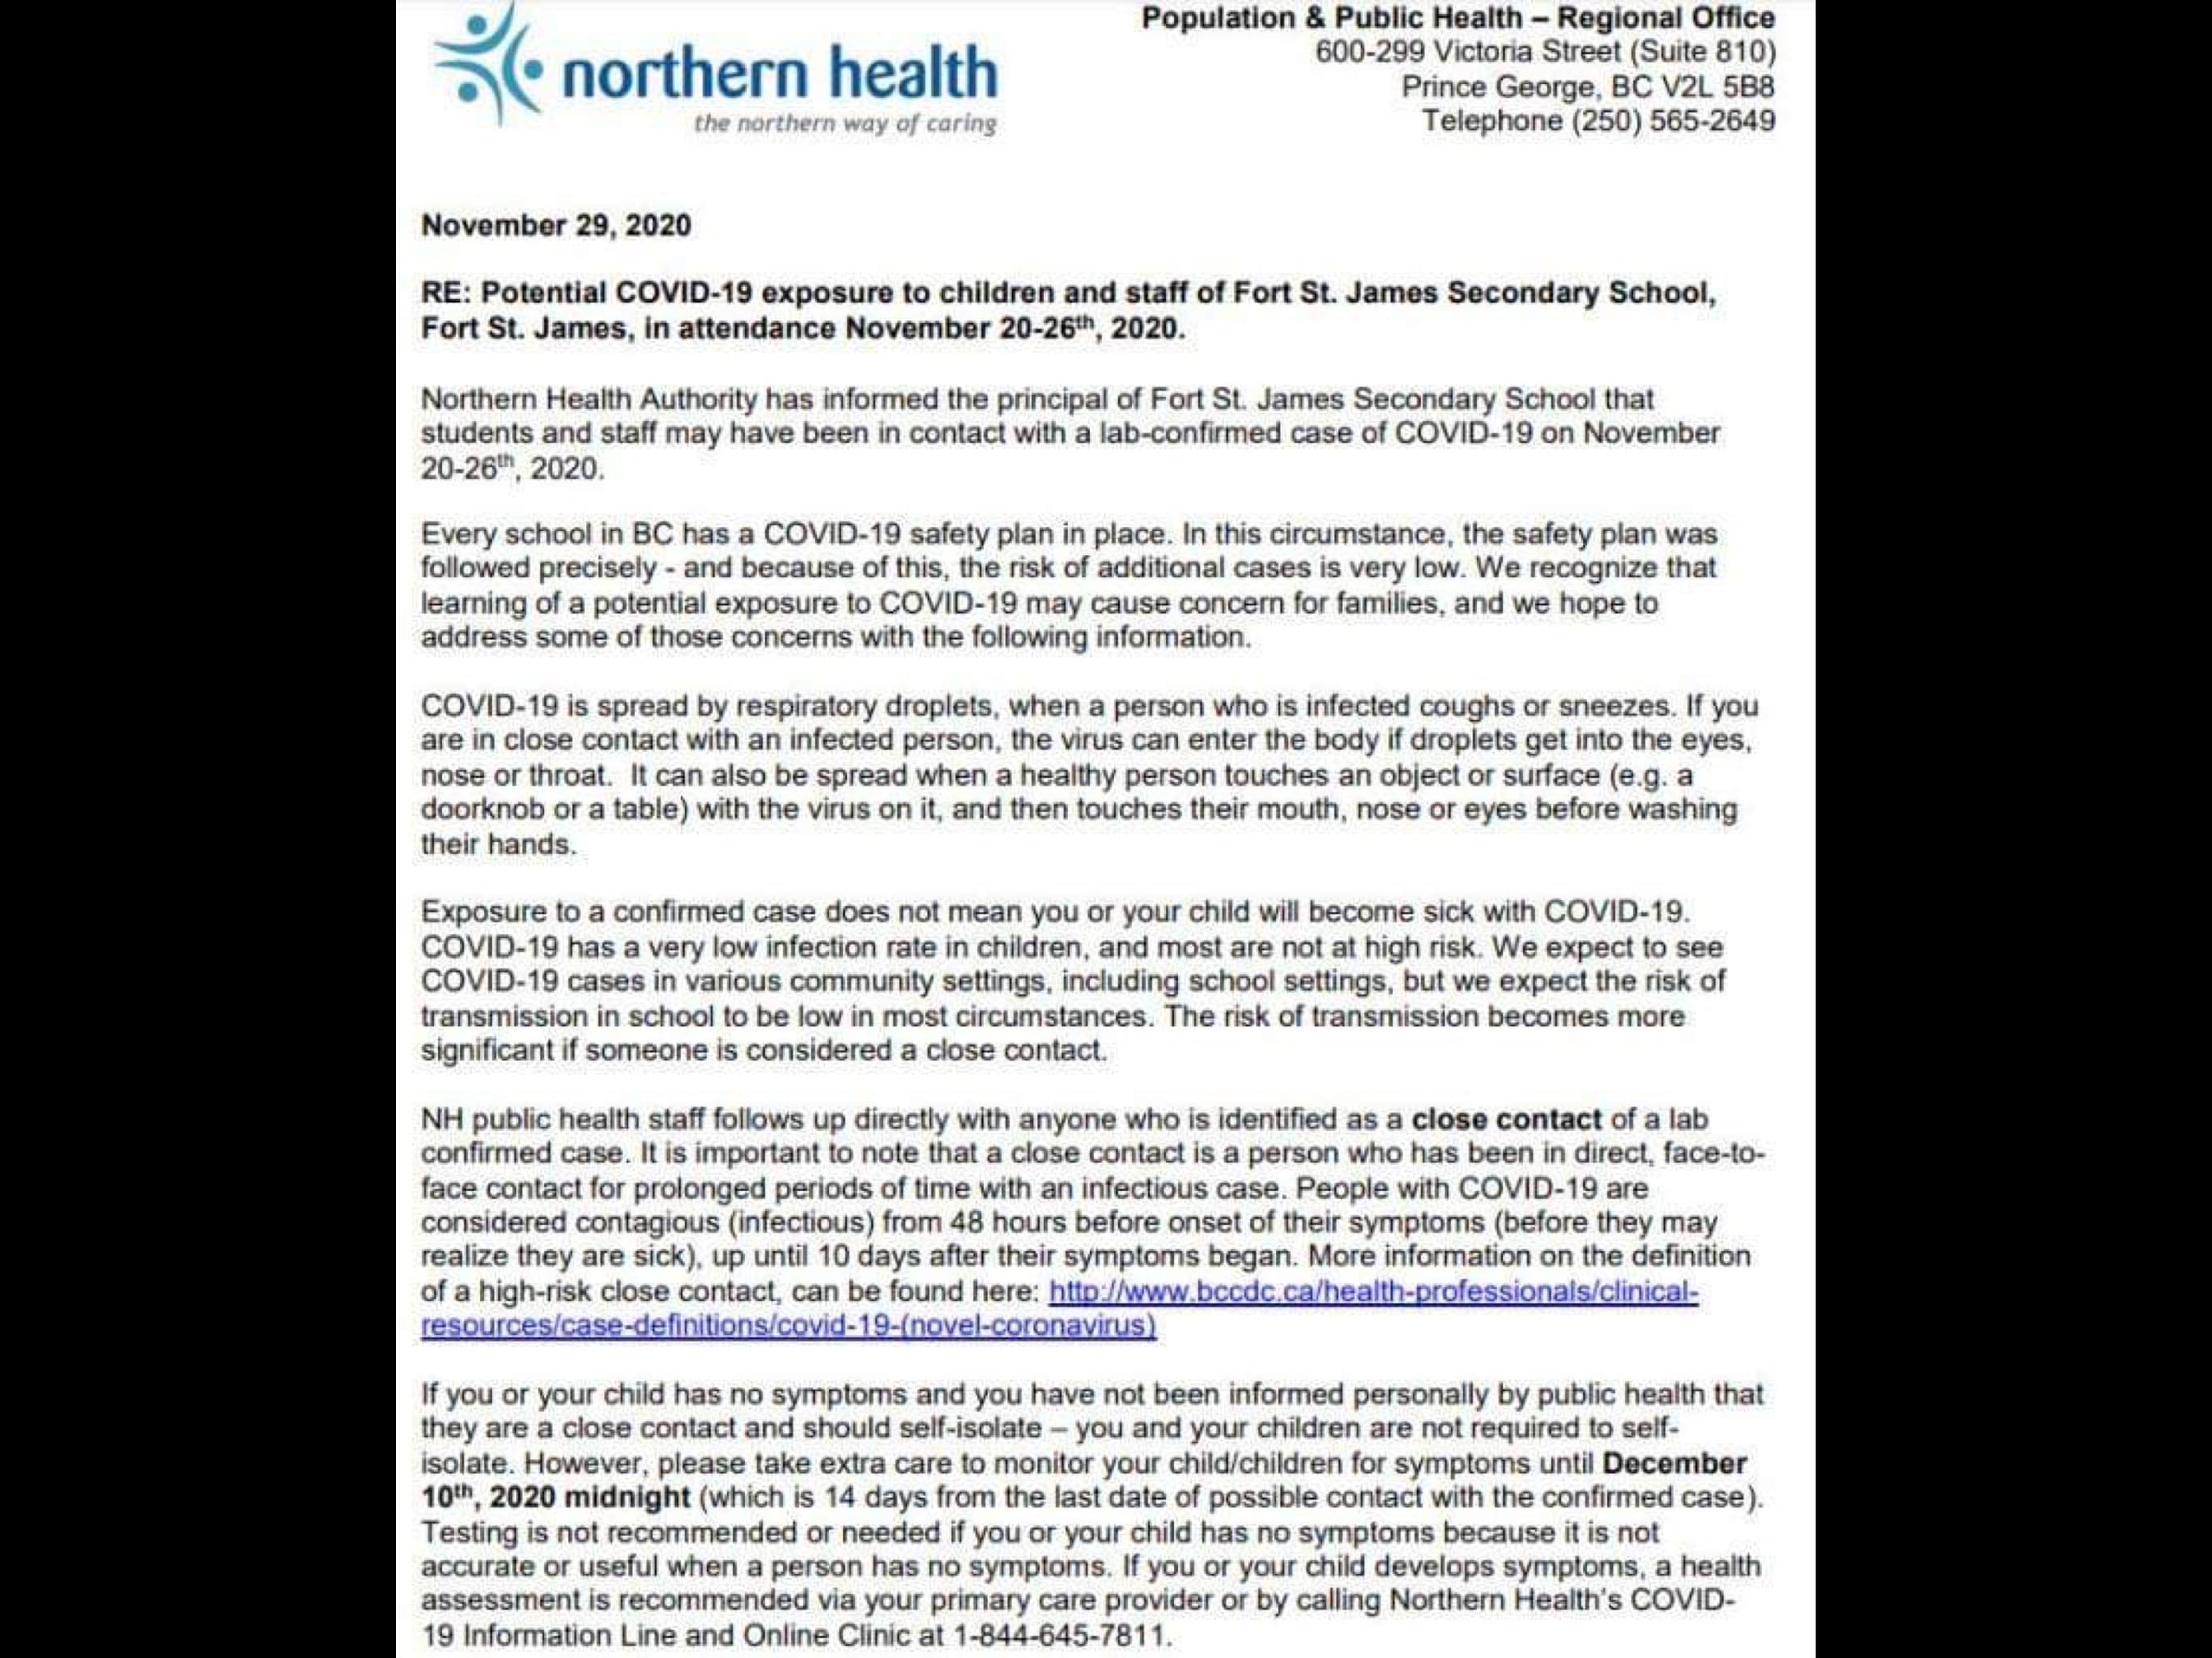 northern health
the northern way of caring
Population & Public Health – Regional Office
600-299 Victoria Street (Suite 810)
Prince George, BC V2L 5B8
Telephone (250) 565-2649
November 29, 2020
RE: Potential COVID-19 exposure to children and staff of Fort St. James Secondary School,
Fort St. James, in attendance November 20-26th, 2020.
Northern Health Authority has informed the principal of Fort St. James Secondary School that
students and staff may have been in contact with a lab-confirmed case of COVID-19 on November
20-26th, 2020.
Every school in BC has a COVID-19 safety plan in place. In this circumstance, the safety plan was
followed precisely - and because of this, the risk of additional cases is very low. We recognize that
learning of a potential exposure to COVID-19 may cause concern for families, and we hope to
address some of those concerns with the following information.
COVID-19 is spread by respiratory droplets, when a person who is infected coughs or sneezes. If you
are in close contact with an infected person, the virus can enter the body if droplets get into the eyes,
nose or throat. It can also be spread when a healthy person touches an object or surface (e.g. a
doorknob or a table) with the virus on it, and then touches their mouth, nose or eyes before washing
their hands.
Exposure to a confirmed case does not mean you or your child will become sick with COVID-19.
COVID-19 has a very low infection rate in children, and most are not at high risk. We expect to see
COVID-19 cases in various community settings, including school settings, but we expect the risk of
transmission in school to be low in most circumstances. The risk of transmission becomes more
significant if someone is considered a close contact.
NH public health staff follows up directly with anyone who is identified as a close contact of a lab
confirmed case. It is important to note that a close contact is a person who has been in direct, face-to-
face contact for prolonged periods of time with an infectious case. People with COVID-19 are
considered contagious (infectious) from 48 hours before onset of their symptoms (before they may
realize they are sick), up until 10 days after their symptoms began. More information on the definition
of a high-risk close contact, can be found here: http://www.bccdc.ca/health-professionals/clinical-
resources/case-definitions/covid-19-(novel-coronavirus)
If you or your child has no symptoms and you have not been informed personally by public health that
they are a close contact and should self-isolate – you and your children are not required to self-
isolate. However, please take extra care to monitor your child/children for symptoms until December
10th, 2020 midnight (which is 14 days from the last date of possible contact with the confirmed case).
Testing is not recommended or needed if you or your child has no symptoms because it is not
accurate or useful when a person has no symptoms. If you or your child develops symptoms, a health
assessment is recommended via your primary care provider or by calling Northern Health's COVID-
19 Information Line and Online Clinic at 1-844-645-7811.